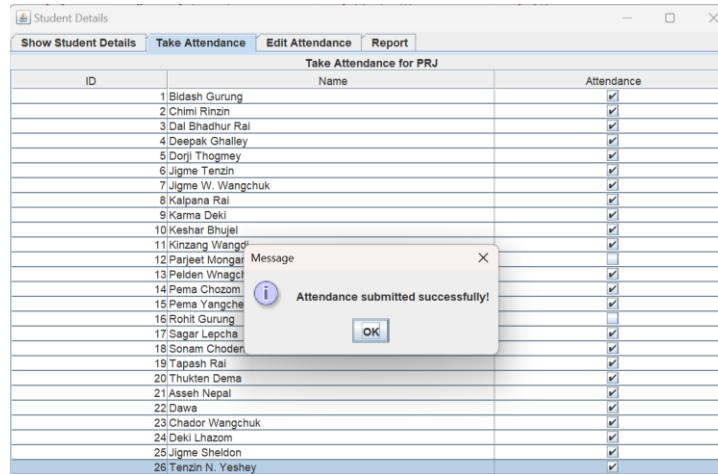 Student Details
Show Student Details Take Attendance Edit Attendance Report
Take Attendance for PRJ
ID Name Attendance
1 Bidash Gurung
2 Chimi Rinzin
3 Dal Bhadhur Rai
4 Deepak Ghalley
5 Dorji Thogmey
6 Jigme Tenzin
7 Jigme W. Wangchuk
8 Kalpana Rai
9 Karma Deki
10 Keshar Bhujel
11 Kinzang Wangdi
12 Parjeet Mongar
13 Pelden Wnagch
14 Pema Chozom
15 Pema Yangche
16 Rohit Gurung
17 Sagar Lepcha
18 Sonam Choden
19 Tapash Rai
20 Thukten Dema
21 Asseh Nepal
22 Dawa
23 Chador Wangchuk
24 Deki Lhazom
25 Jigme Sheldon
26 Tenzin N. Yeshey
Message
Attendance submitted successfully!
OK